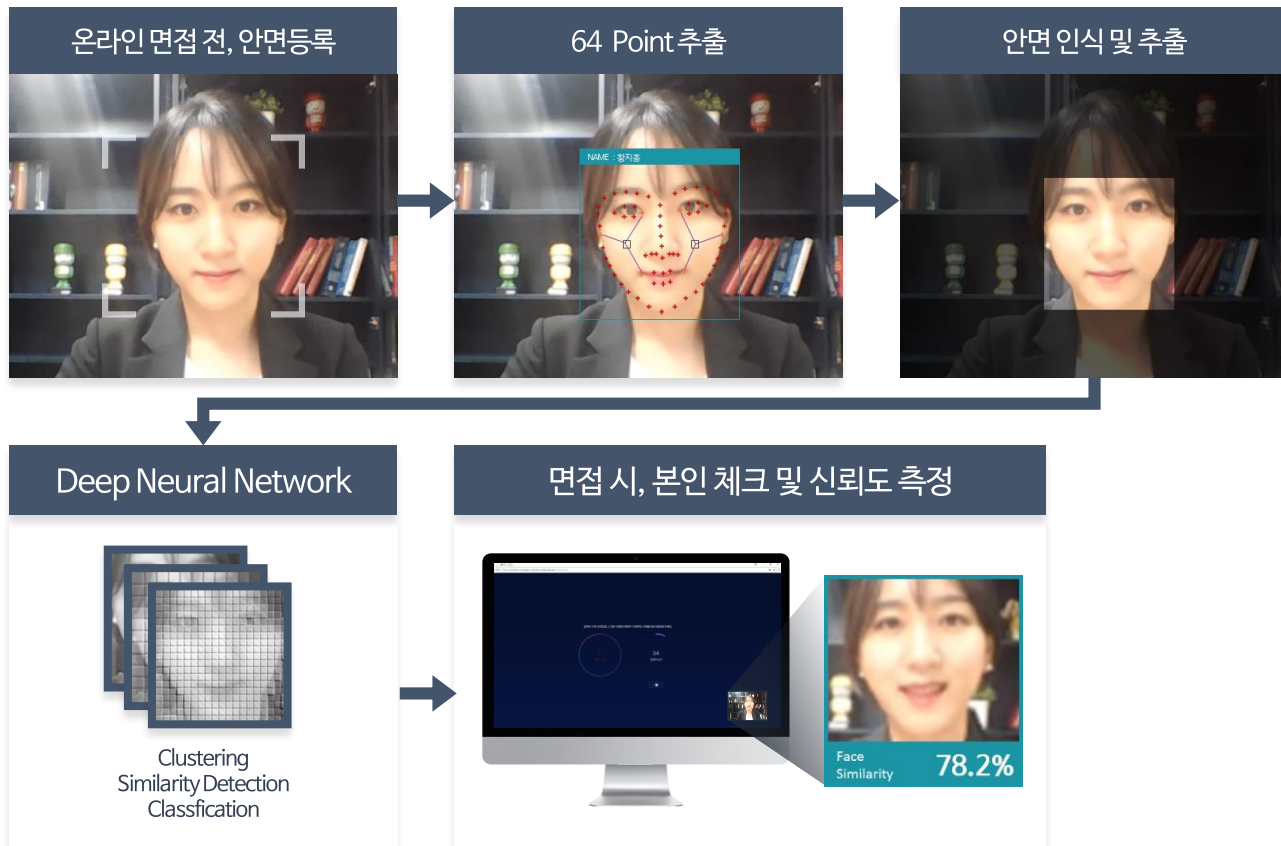 온라인 면접 전, 안면등록
64 Point 추출
안면 인식 및 추출
NAME : 황지홍
Deep Neural Network
면접 시, 본인 체크 및 신뢰도 측정
Clustering
Similarity Detection
Classfication
Face
Similarity
78.2%